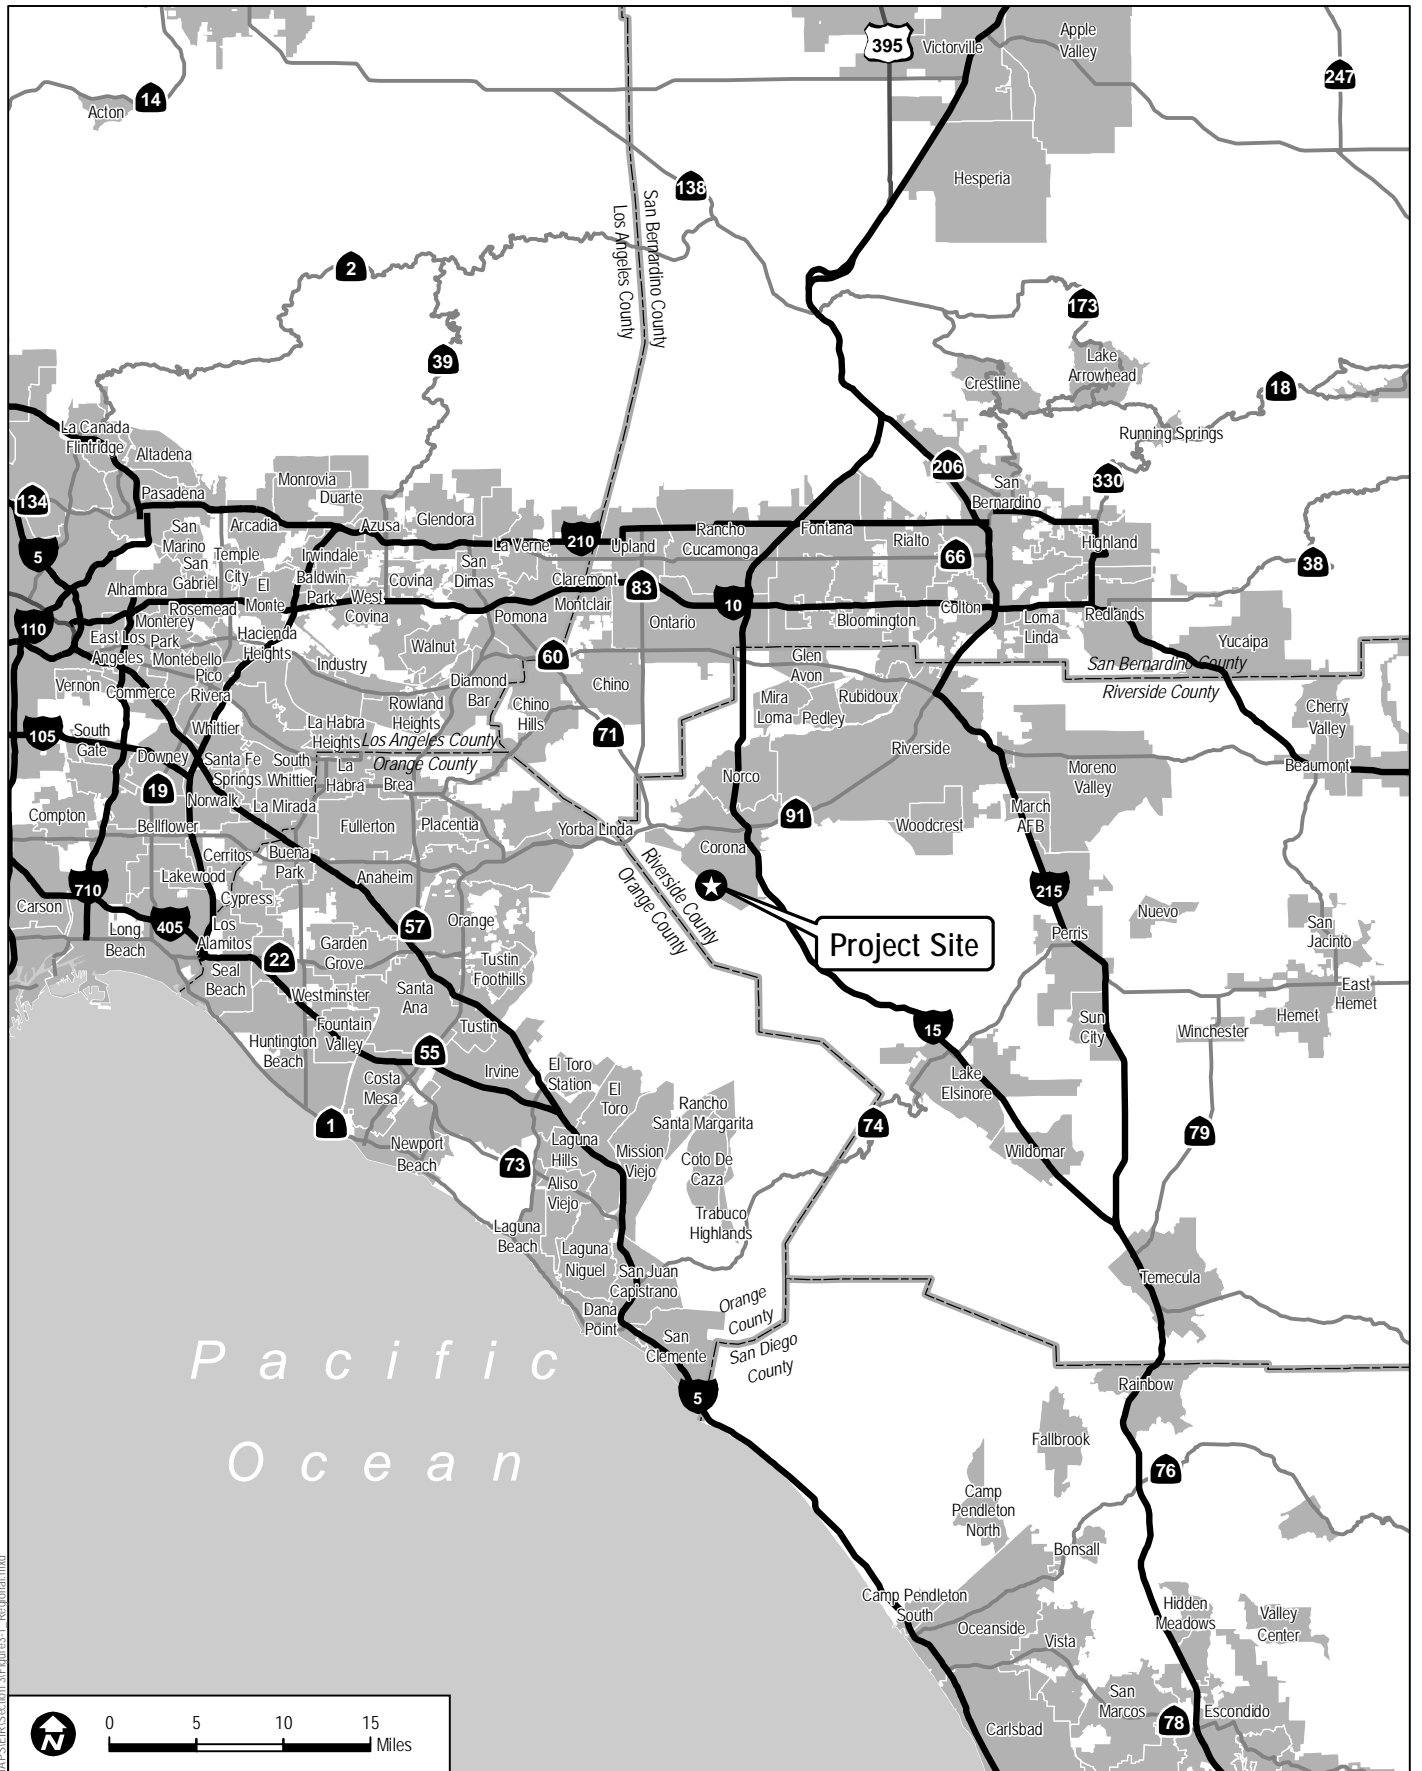 395
Victorville
Apple
Valley
247
14
Acton
Hesperia
138
San Bernardino County
Los Angeles County
2
173
39
Lake
Arrowhead
Crestline
18
Running Springs
La Canada
Flintridge
Altadena
206
330
Monrovia
Duarte
San
Bernardino
134
Pasadena
Glendora
San
Marino
Arcadia
Azusa
Rancho
Cucamonga
Fontana
Rialto
Highland
5
Temple
City
Irwindale
La Verne
210
Upland
66
38
San
Gabriel
El
Monte
Baldwin
Park
Covina
San
Dimas
Claremont
83
Alhambra
Rosemead
West
Covina
Pomona
Montclair
10
Ontario
Bloomington
Colton
Loma
Linda
Redlands
110
Monterey
Park
East Los
Angeles
Hacienda
Heights
Walnut
Yucaipa
Montebello
Industry
60
Glen
Avon
San Bernardino County
Riverside County
Vernon
Commerce
Pico
Rivera
Diamond
Bar
Chino
Mira
Loma
Rubidoux
Pedley
Rowland
Heights
Chino
Hills
Cherry
Valley
105
South
Gate
Whittier
La Habra
Heights
Los Angeles County
Orange County
71
Riverside
Downey
Santa Fe
Springs
South
Whittier
La
Habra
Brea
Norco
Moreno
Valley
Beaumont
19
Norwalk
La Mirada
Compton
Bellflower
Fullerton
Placentia
Yorba Linda
91
Woodcrest
March
AFB
Cerritos
Buena
Park
Corona
Lakewood
Anaheim
Riverside County
Orange County
710
Cypress
215
Carson
405
Los
Alamitos
57
Orange
Nuevo
Long
Beach
Garden
Grove
Project Site
Perris
San
Jacinto
22
Seal
Beach
Tustin
Foothills
Westminster
Santa
Ana
East
Hemet
Hemet
Fountain
Valley
Tustin
Sun
City
Winchester
15
Huntington
Beach
55
Irvine
El Toro
Station
Costa
Mesa
El
Toro
Lake
Elsinore
Rancho
Santa Margarita
1
74
79
Newport
Beach
Laguna
Hills
Mission
Viejo
Wildomar
73
Coto De
Caza
Aliso
Viejo
Trabuco
Highlands
Laguna
Beach
Laguna
Niguel
San Juan
Capistrano
Temecula
Dana
Point
Orange
County
San
Clemente
San Diego
County
Pacific
Ocean
5
Rainbow
Fallbrook
76
Camp
Pendleton
North
Bonsall
Camp Pendleton
South
Hidden
Meadows
Valley
Center
Oceanside
Vista
San
Marcos
78
Escondido
Carlsbad
N
0 5 10 15
Miles